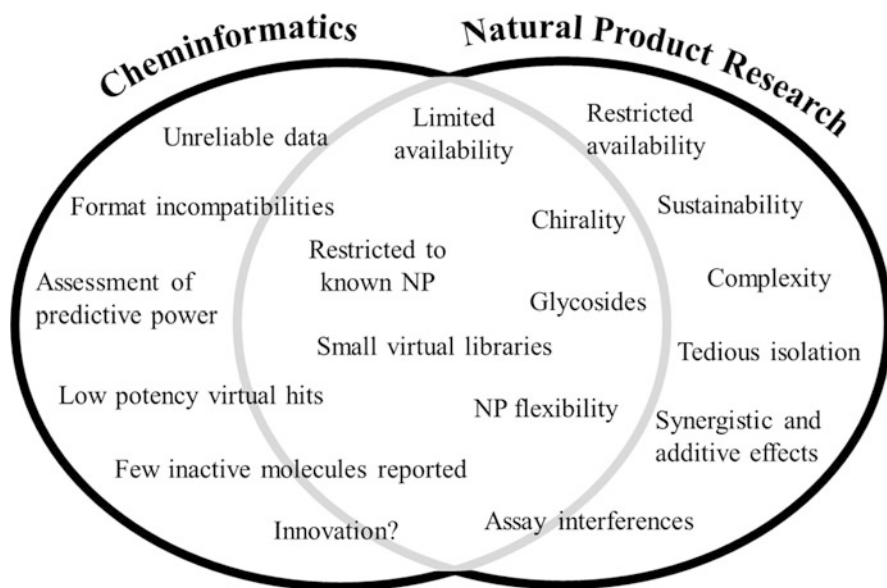 Cheminformatics
Natural Product Research
Unreliable data
Limited
availability
Restricted
availability
Format incompatibilities
Chirality
Sustainability
Restricted to
known NP
Assessment of
predictive power
Glycosides
Complexity
Small virtual libraries
Tedious isolation
Low potency virtual hits
NP flexibility
Synergistic and
additive effects
Few inactive molecules reported
Innovation?
Assay interferences